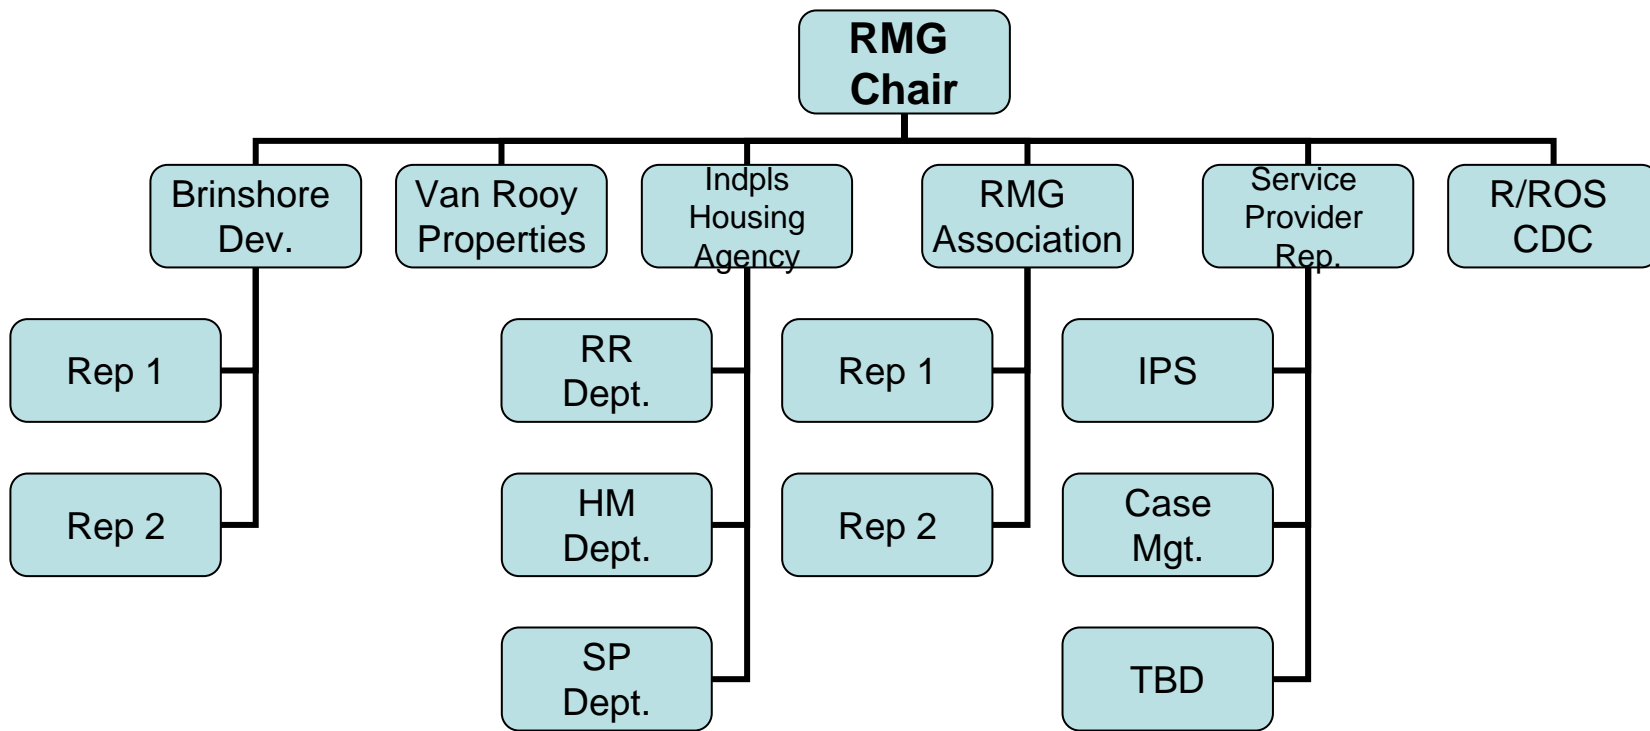 RMG
Chair
Brinshore
Dev.
Van Rooy
Properties
Indpls
Housing
Agency
RMG
Association
Service
Provider
Rep.
R/ROS
CDC
Rep 1
RR
Dept.
Rep 1
IPS
Rep 2
HM
Dept.
Rep 2
Case
Mgt.
SP
Dept.
TBD